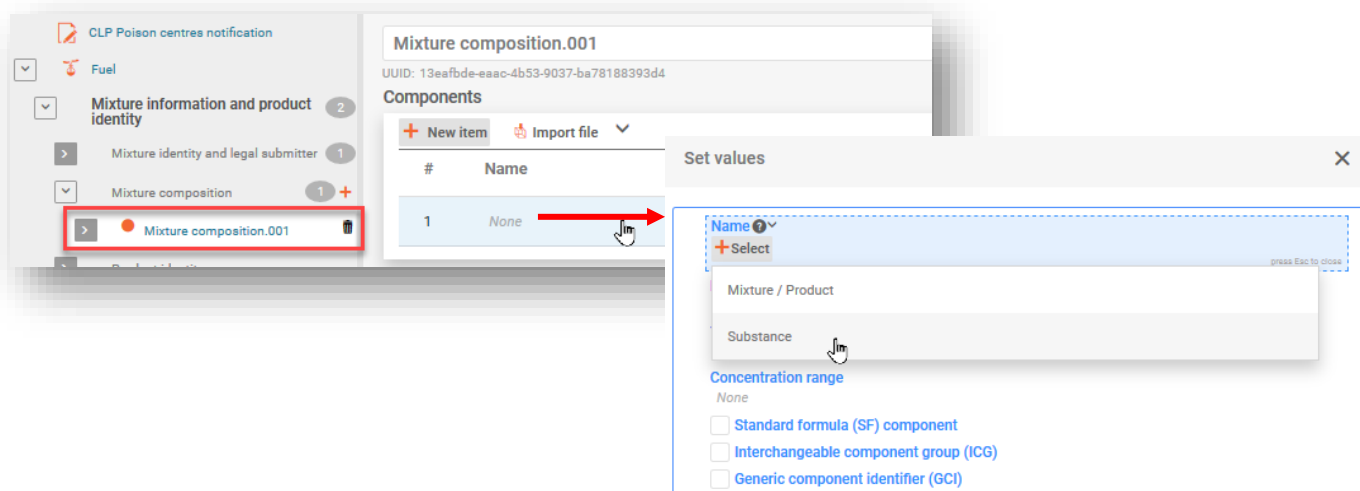 CLP Poison centres notification
Fuel
Mixture information and product
identity
2
Mixture identity and legal submitter
1
Mixture composition
1
Mixture composition.001
Mixture composition.001
UUID: 13eafbde-eaac-4b53-9037-ba78188393d4
Components
New item
Import file
# Name
1 None
Set values
Name
Select
press Esc to close
Mixture / Product
Substance
Concentration range
None
Standard formula (SF) component
Interchangeable component group (ICG)
Generic component identifier (GCI)